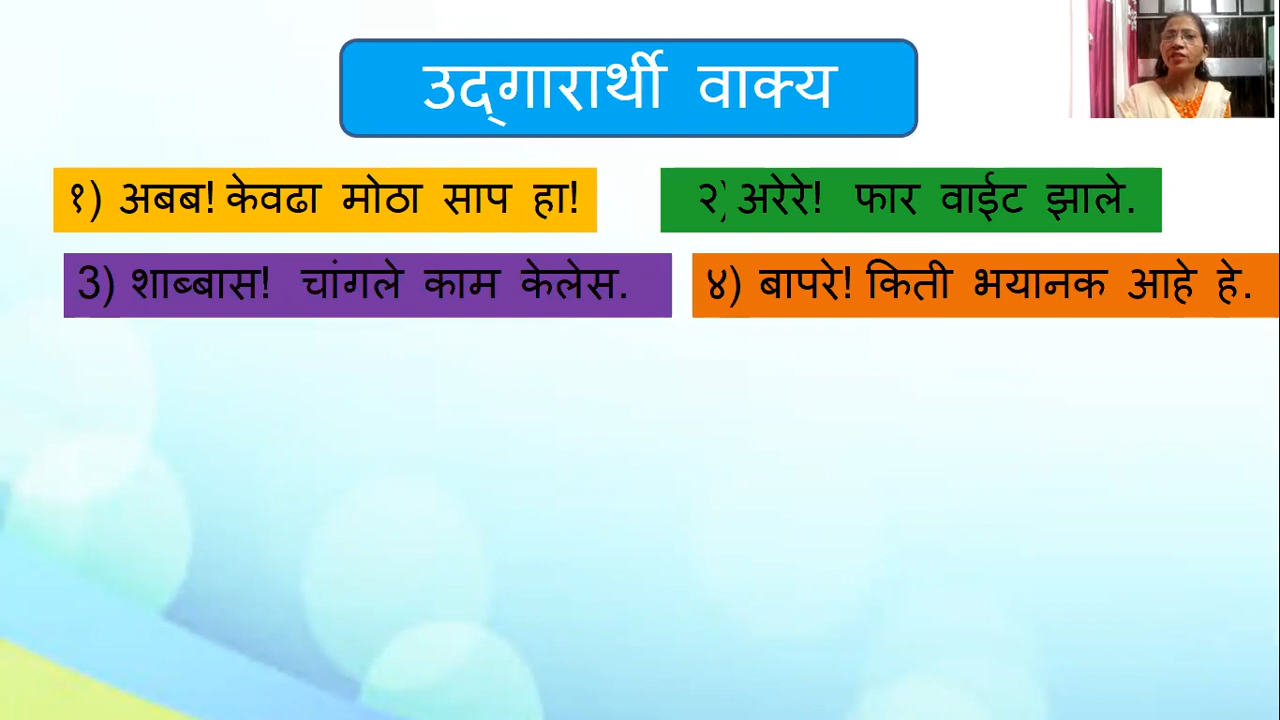 उद्‌गारार्थी वाक्य
१) अबब! केवढा मोठा साप हा!
२) अरेरे! फार वाईट झाले.
3) शाब्बास! चांगले काम केलेस.
४) बापरे! किती भयानक आहे हे.